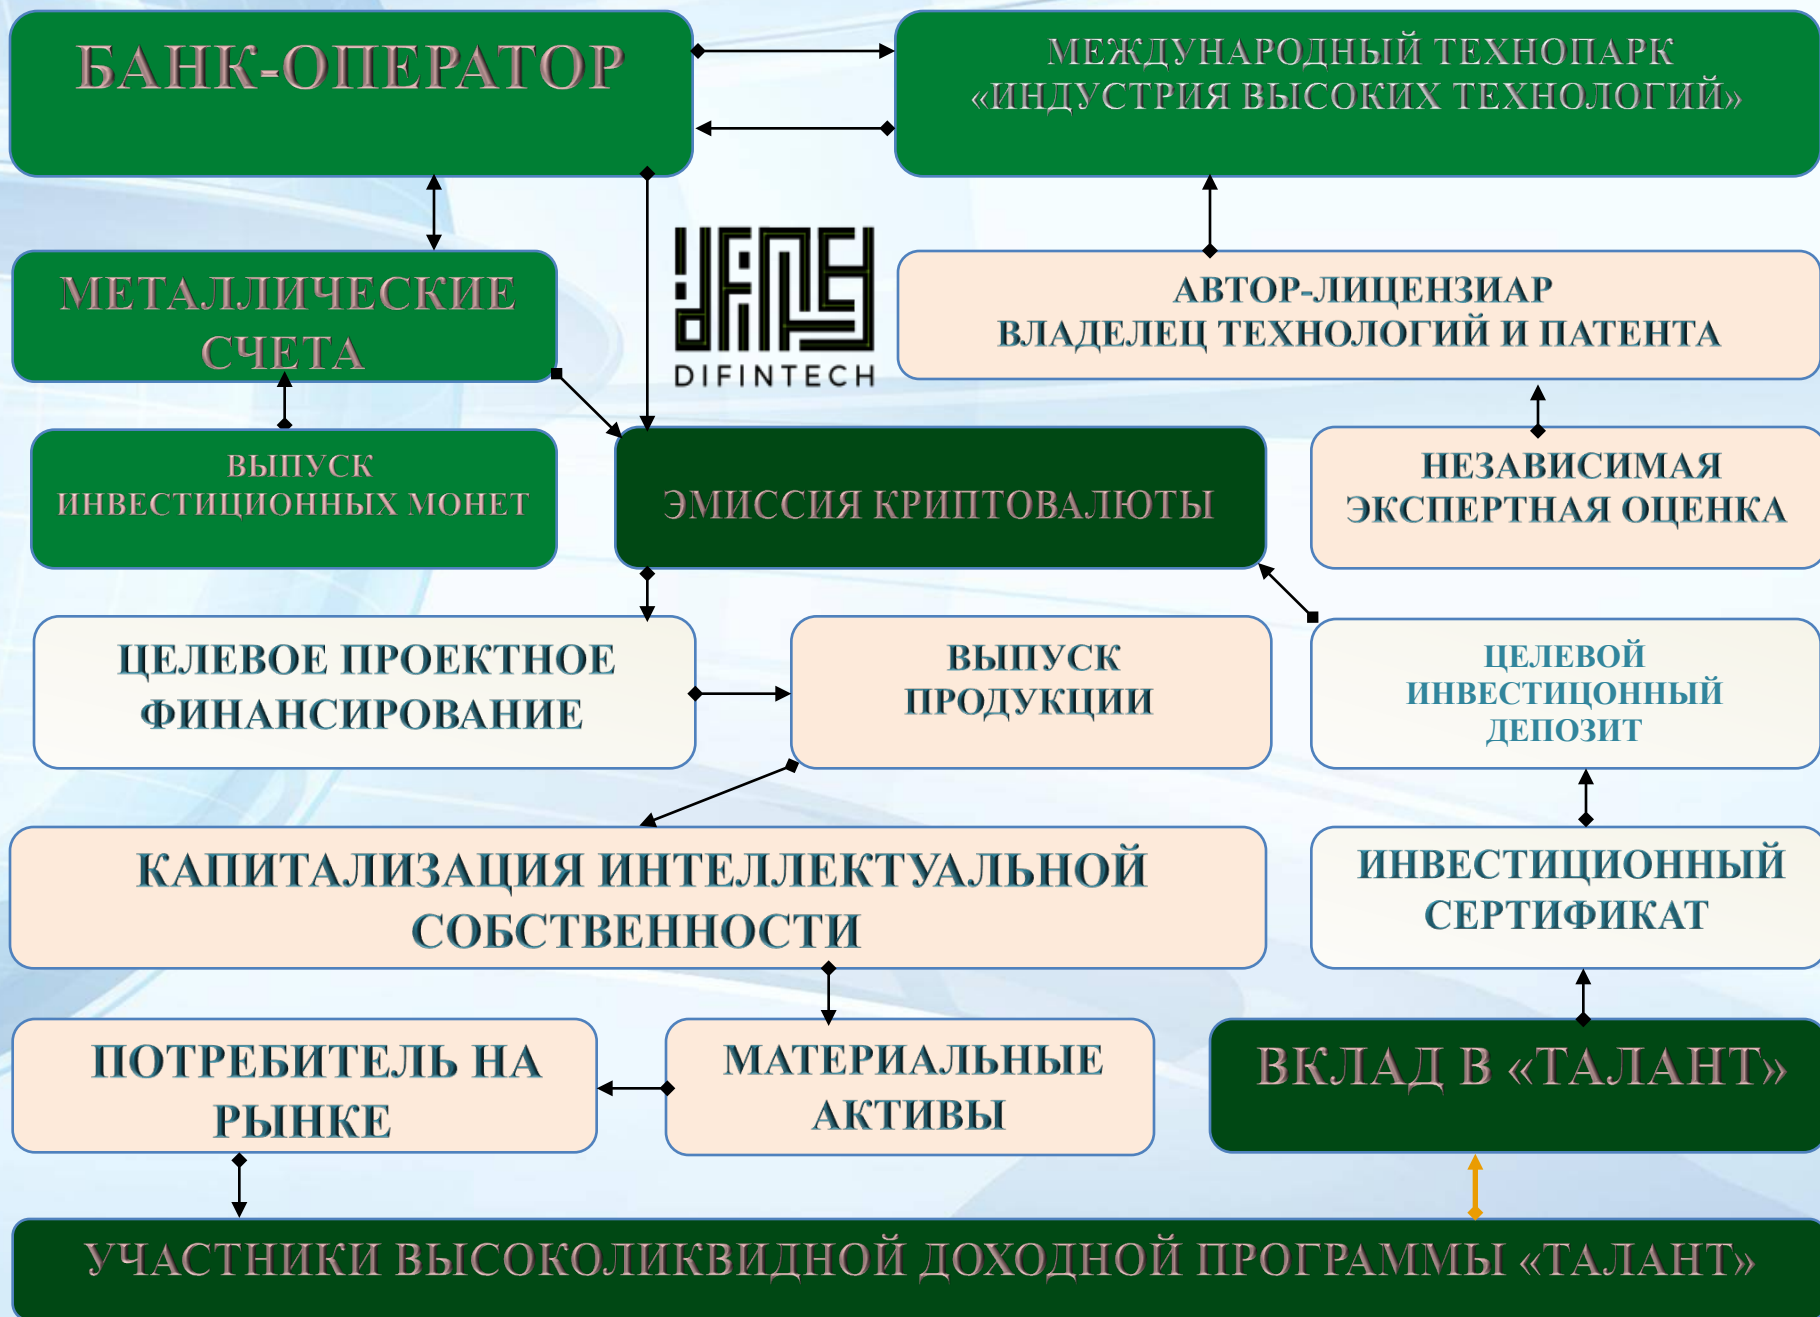 БАНК-ОПЕРАТОР
МЕЖДУНАРОДНЫЙ ТЕХНОПАРК
«ИНДУСТРИЯ ВЫСОКИХ ТЕХНОЛОГИЙ»
МЕТАЛЛИЧЕСКИЕ
СЧЕТА
DIFINTECH
АВТОР-ЛИЦЕНЗИАР
ВЛАДЕЛЕЦ ТЕХНОЛОГИЙ И ПАТЕНТА
ВЫПУСК
ИНВЕСТИЦИОННЫХ МОНЕТ
ЭМИССИЯ КРИПТОВАЛЮТЫ
НЕЗАВИСИМАЯ
ЭКСПЕРТНАЯ ОЦЕНКА
ЦЕЛЕВОЕ ПРОЕКТНОЕ
ФИНАНСИРОВАНИЕ
ВЫПУСК
ПРОДУКЦИИ
ЦЕЛЕВОЙ
ИНВЕСТИЦОННЫЙ
ДЕПОЗИТ
КАПИТАЛИЗАЦИЯ ИНТЕЛЛЕКТУАЛЬНОЙ
СОБСТВЕННОСТИ
ИНВЕСТИЦИОННЫЙ
СЕРТИФИКАТ
ПОТРЕБИТЕЛЬ НА
РЫНКЕ
МАТЕРИАЛЬНЫЕ
АКТИВЫ
ВКЛАД В «ТАЛАНТ»
УЧАСТНИКИ ВЫСОКОЛИКВИДНОЙ ДОХОДНОЙ ПРОГРАММЫ «ТАЛАНТ»